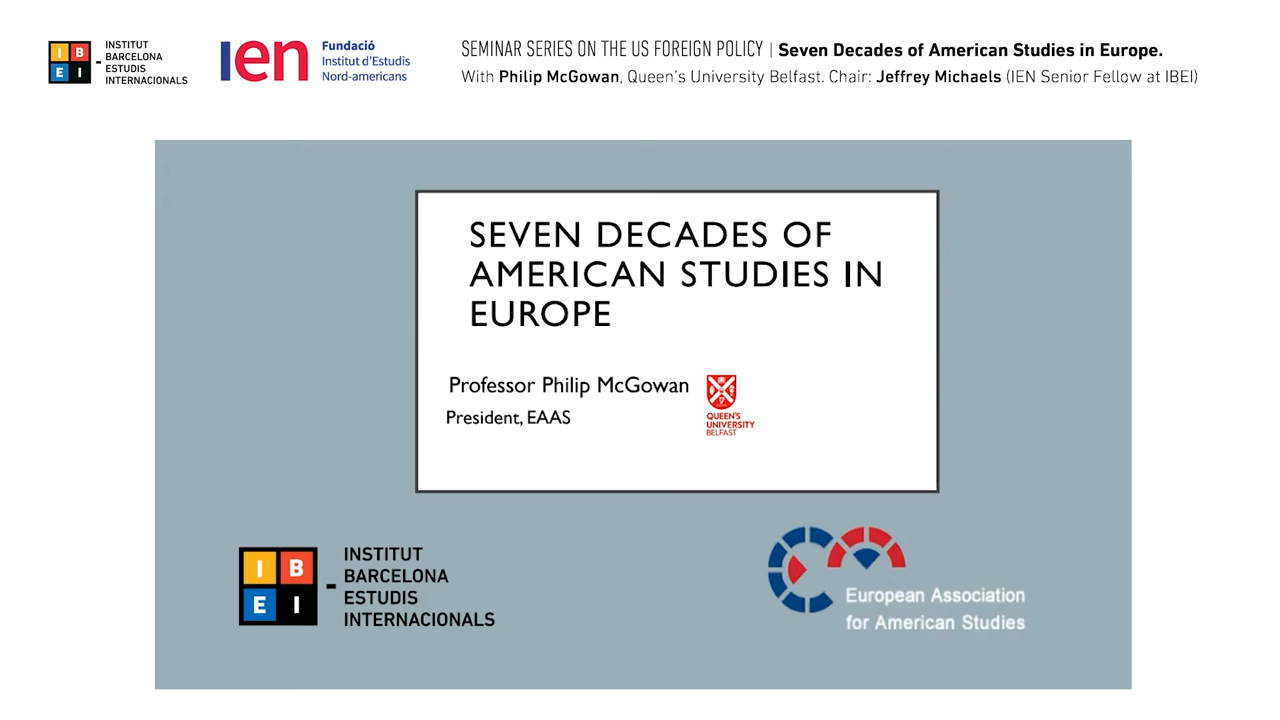 I B
E I
-
INSTITUT
BARCELONA
ESTUDIS
INTERNACIONALS
ien
Fundació
Institut d'Estudis
Nord-americans
SEMINAR SERIES ON THE US FOREIGN POLICY | Seven Decades of American Studies in Europe.
With Philip McGowan, Queen's University Belfast. Chair: Jeffrey Michaels (IEN Senior Fellow at IBEI)
SEVEN DECADES OF
AMERICAN STUDIES IN
EUROPE
Professor Philip McGowan
President, EAAS
QUEEN'S
UNIVERSITY
BELFAST
I B
E I
-
INSTITUT
BARCELONA
ESTUDIS
INTERNACIONALS
European Association
for American Studies